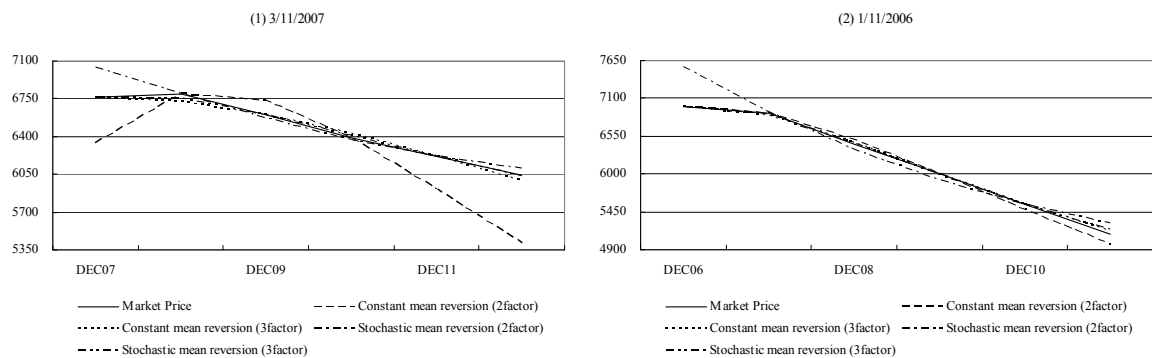 (1) 3/11/2007
7100
6750
6400
6050
5700
5350
DEC07 DEC09 DEC11
Market Price Constant mean reversion (2factor)
Constant mean reversion (3factor) Stochastic mean reversion (2factor)
Stochastic mean reversion (3factor)
(2) 1/11/2006
7650
7100
6550
6000
5450
4900
DEC06 DEC08 DEC10
Market Price Constant mean reversion (2factor)
Constant mean reversion (3factor) Stochastic mean reversion (2factor)
Stochastic mean reversion (3factor)